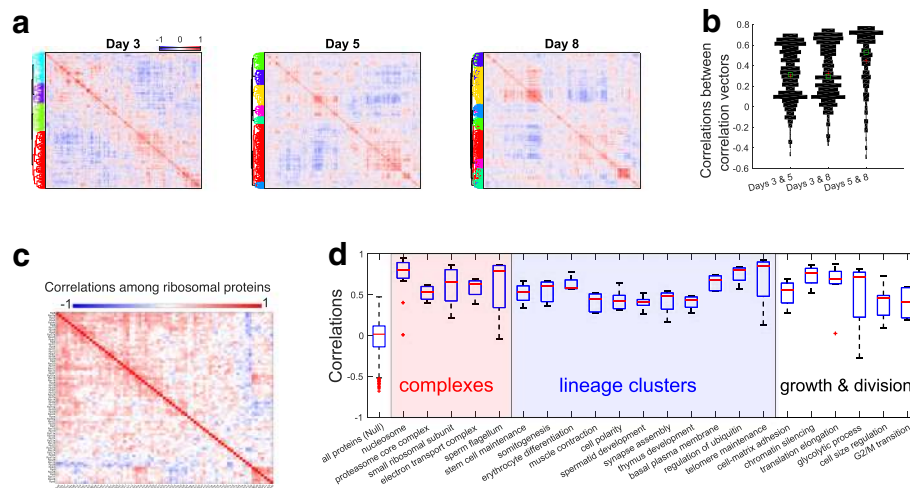 a
Day 3
-1 0 1
Day 5
Day 8
b
Correlations between
correlation vectors
0.8
0.6
0.4
0.2
0
-0.2
-0.4
-0.6
Days 3 & 5
Days 3 & 8
Days 5 & 8
c
Correlations among ribosomal proteins
-1 1
d
Correlations
1
0.5
0
-0.5
-1
complexes
lineage clusters
growth & division
all proteins (Null)
nucleosome
proteasome core complex
small ribosomal subunit
electron transport complex
sperm flagellum
stem cell maintenance
somitogenesis
erythrocyte differentiation
muscle contraction
cell polarity
spermatid development
synapse assembly
thymus development
basal plasma membrane
regulation of ubiquitin
telomere maintenance
cell-matrix adhesion
chromatin silencing
translation elongation
glycolytic process
cell size regulation
G2/M transition